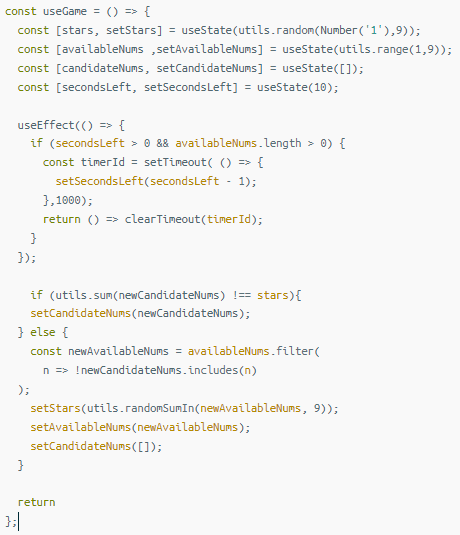 const useGame = () => {
  const [stars, setStars] = useState(utils.random(Number('1'),9));
  const [availableNums ,setAvailableNums] = useState(utils.range(1,9));
  const [candidateNums, setCandidateNums] = useState([]);
  const [secondsLeft, setSecondsLeft] = useState(10);

  useEffect(() => {
    if (secondsLeft > 0 && availableNums.length > 0) {
      const timerId = setTimeout( () => {
        setSecondsLeft(secondsLeft - 1);
      },1000);
      return () => clearTimeout(timerId);
    }
  });

    if (utils.sum(newCandidateNums) !== stars){
    setCandidateNums(newCandidateNums);
  } else {
    const newAvailableNums = availableNums.filter(
      n => !newCandidateNums.includes(n)
  );
    setStars(utils.randomSumIn(newAvailableNums, 9));
    setAvailableNums(newAvailableNums);
    setCandidateNums([]);
  }

  return
};